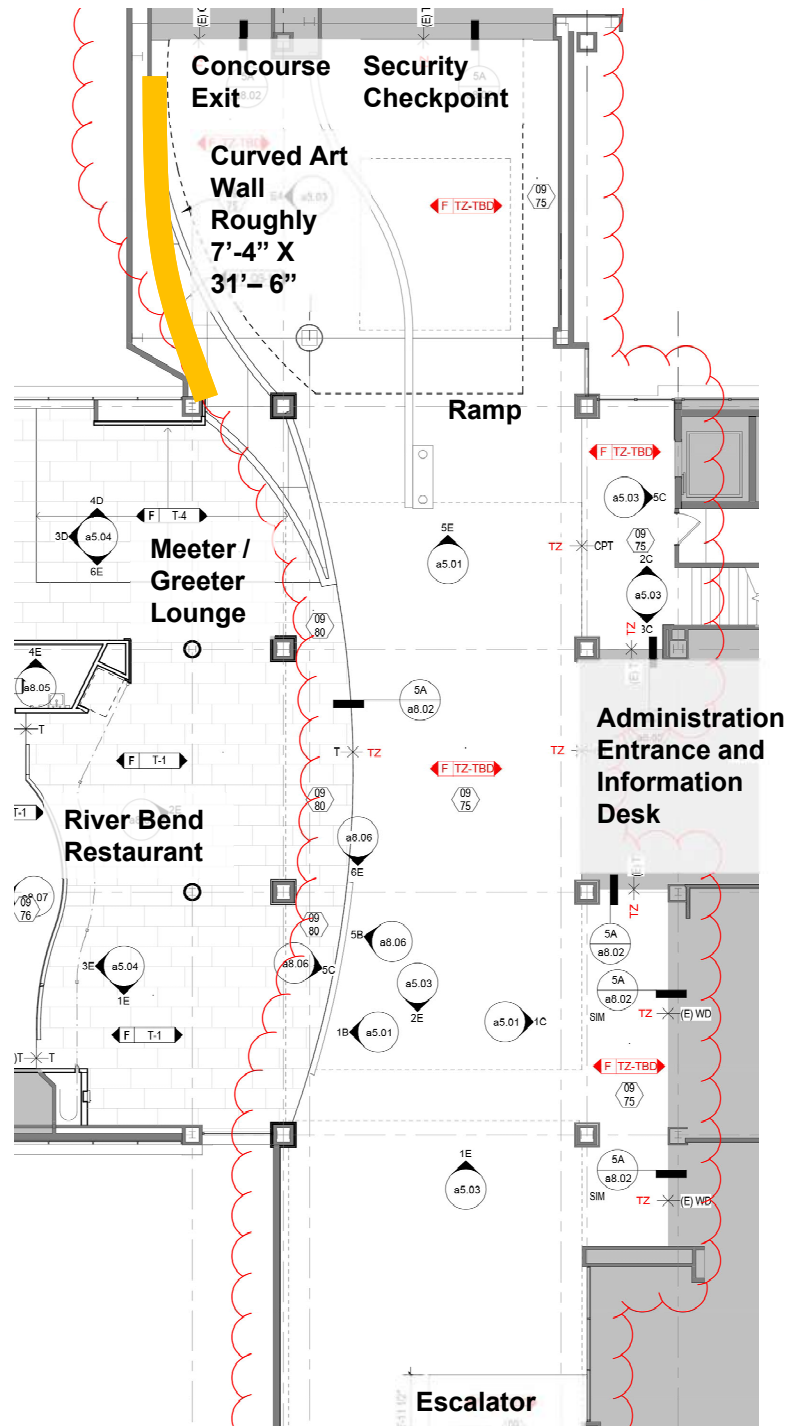 Concourse
Exit
Security
Checkpoint
Curved Art
Wall
Roughly
7’-4” X
31’– 6”
09
75
F TZ-TBD
a5.03
Ramp
F TZ-TBD
a5.03 5C
09
75
TZ CPT
2C
a5.03
3C
TZ
4D
F T-4
3D a5.04
6E
5E
a5.01
Meeter /
Greeter
Lounge
09
80
4E
a8.05
T
5A
a8.02
T TZ
TZ
F T-1
F TZ-TBD
Administration
Entrance and
Information
Desk
T-1
09
80
09
75
River Bend
Restaurant
a8.06
6E
TZ
09
76
09
80
5B a8.06
5A
a8.02
3E a5.04
1E
a8.06 5C
a5.03
2E
5A
a8.02
SIM
TZ (E) WD
F T-1
1B a5.01
a5.01 1C
)T T
F TZ-TBD
09
75
1E
a5.03
5A
a8.02
SIM
TZ (E) WD
Escalator